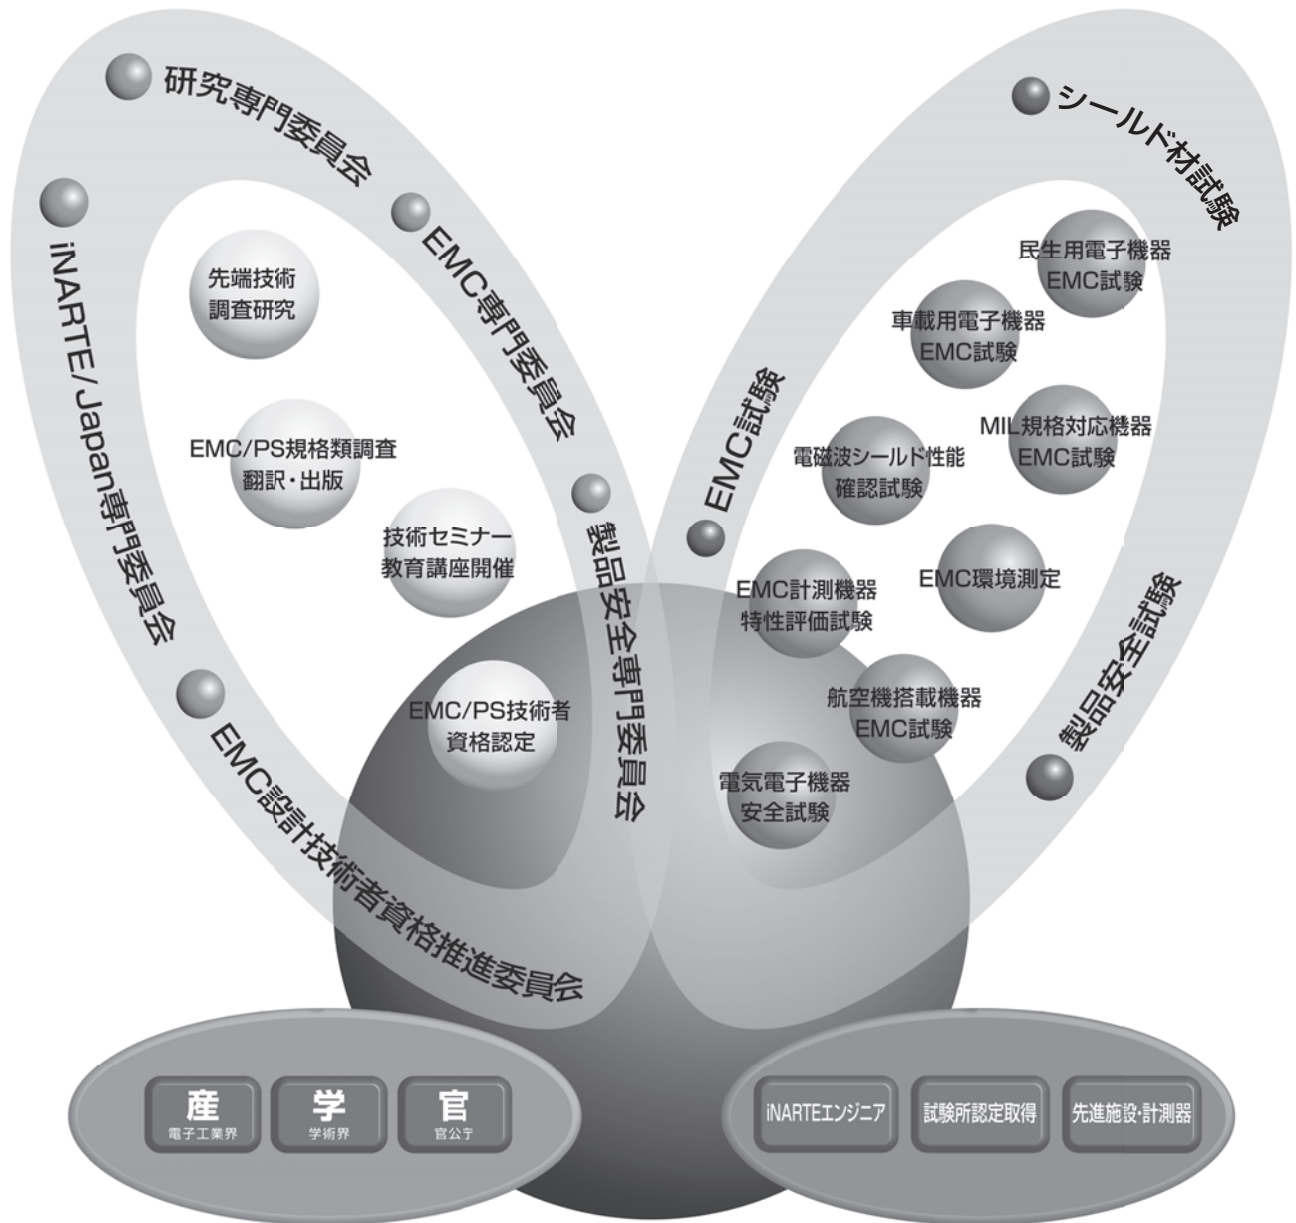 研究専門委員会
iNARTE/Japan専門委員会
EMC専門委員会
製品安全専門委員会
EMC設計技術者資格推進委員会
先端技術
調査研究
EMC/PS規格類調査
翻訳・出版
技術セミナー
教育講座開催
EMC/PS技術者
資格認定
シールド材試験
EMC試験
製品安全試験
民生用電子機器
EMC試験
車載用電子機器
EMC試験
MIL規格対応機器
EMC試験
電磁波シールド性能
確認試験
EMC環境測定
EMC計測機器
特性評価試験
航空機搭載機器
EMC試験
電気電子機器
安全試験
産
電子工業界
学
学術界
官
官公庁
iNARTEエンジニア
試験所認定取得
先進施設・計測器